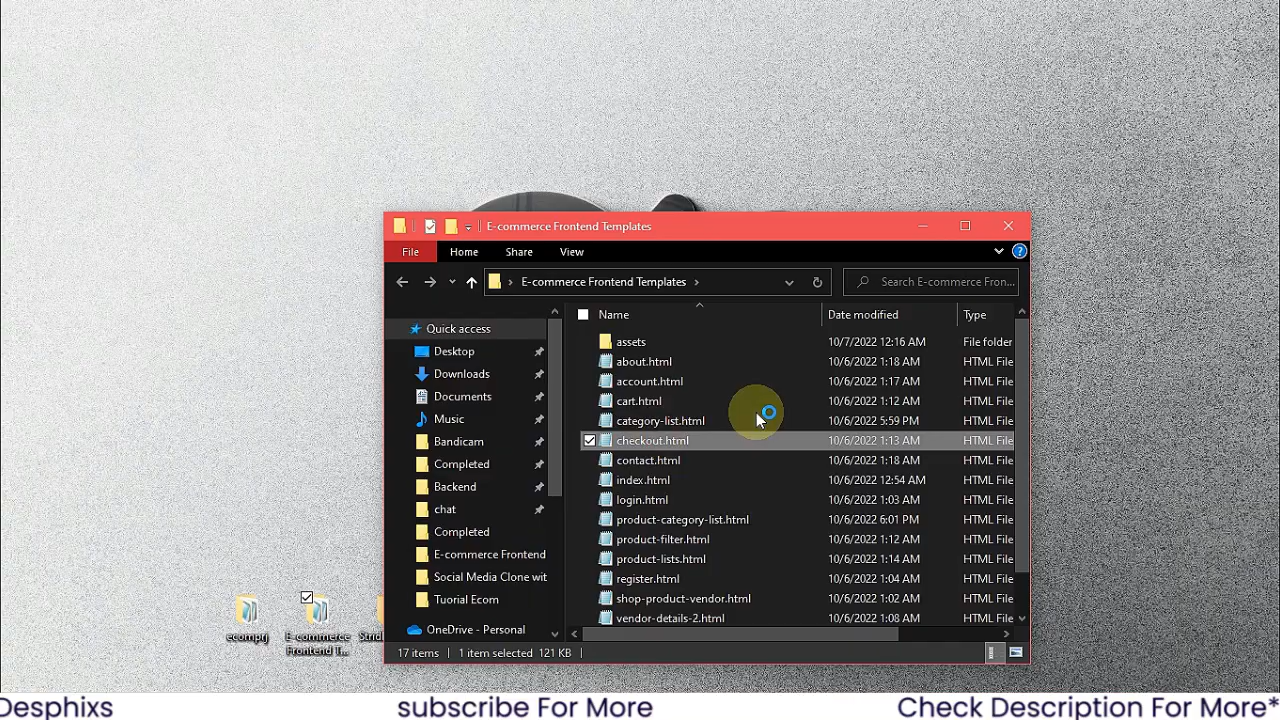 E-commerce Frontend Templates
File Home Share View
E-commerce Frontend Templates
Search E-commerce Fron...
Name Date modified Type
Quick access
Desktop
Downloads
Documents
Music
Bandicam
Completed
Backend
chat
Completed
E-commerce Frontend
Social Media Clone wit
Tuorial Ecom
OneDrive - Personal
assets 10/7/2022 12:16 AM File folder
about.html 10/6/2022 1:18 AM HTML File
account.html 10/6/2022 1:17 AM HTML File
cart.html 10/6/2022 1:12 AM HTML File
category-list.html 10/6/2022 5:59 PM HTML File
checkout.html 10/6/2022 1:13 AM HTML File
contact.html 10/6/2022 1:18 AM HTML File
index.html 10/6/2022 12:54 AM HTML File
login.html 10/6/2022 1:03 AM HTML File
product-category-list.html 10/6/2022 6:01 PM HTML File
product-filter.html 10/6/2022 1:12 AM HTML File
product-lists.html 10/6/2022 1:14 AM HTML File
register.html 10/6/2022 1:04 AM HTML File
shop-product-vendor.html 10/6/2022 1:02 AM HTML File
vendor-details-2.html 10/6/2022 1:08 AM HTML File
17 items 1 item selected 121 KB
ecomprj
E-commerce
Frontend T...
Desphixs subscribe For More Check Description For More*